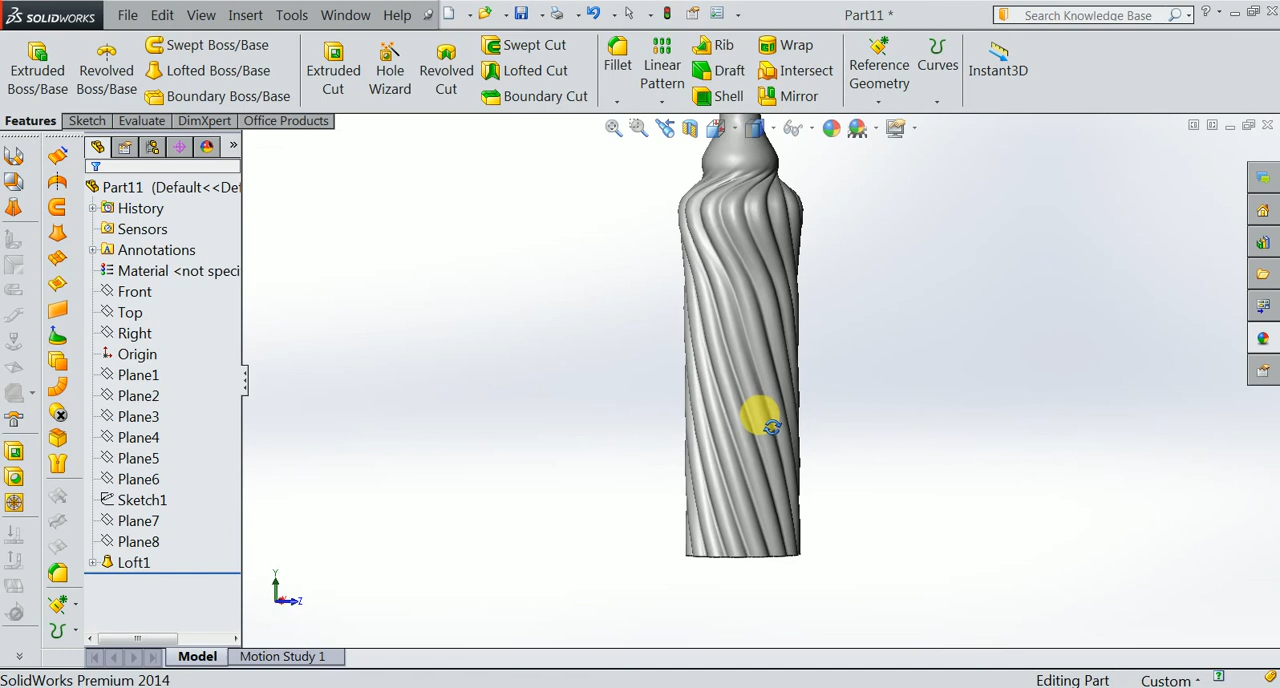 SOLIDWORKS File Edit View Insert Tools Window Help Part11 * Search Knowledge Base ?
Extruded Boss/Base
Revolved Boss/Base
Swept Boss/Base
Lofted Boss/Base
Boundary Boss/Base
Extruded Cut
Hole Wizard
Revolved Cut
Swept Cut
Lofted Cut
Boundary Cut
Fillet
Linear Pattern
Rib
Draft
Shell
Wrap
Intersect
Mirror
Reference Geometry
Curves
Instant3D
Features Sketch Evaluate DimXpert Office Products
Part11 (Default<<Def
History
Sensors
Annotations
Material <not speci
Front
Top
Right
Origin
Plane1
Plane2
Plane3
Plane4
Plane5
Plane6
Sketch1
Plane7
Plane8
Loft1
Y
Z
Model Motion Study 1
SolidWorks Premium 2014 Editing Part Custom ?